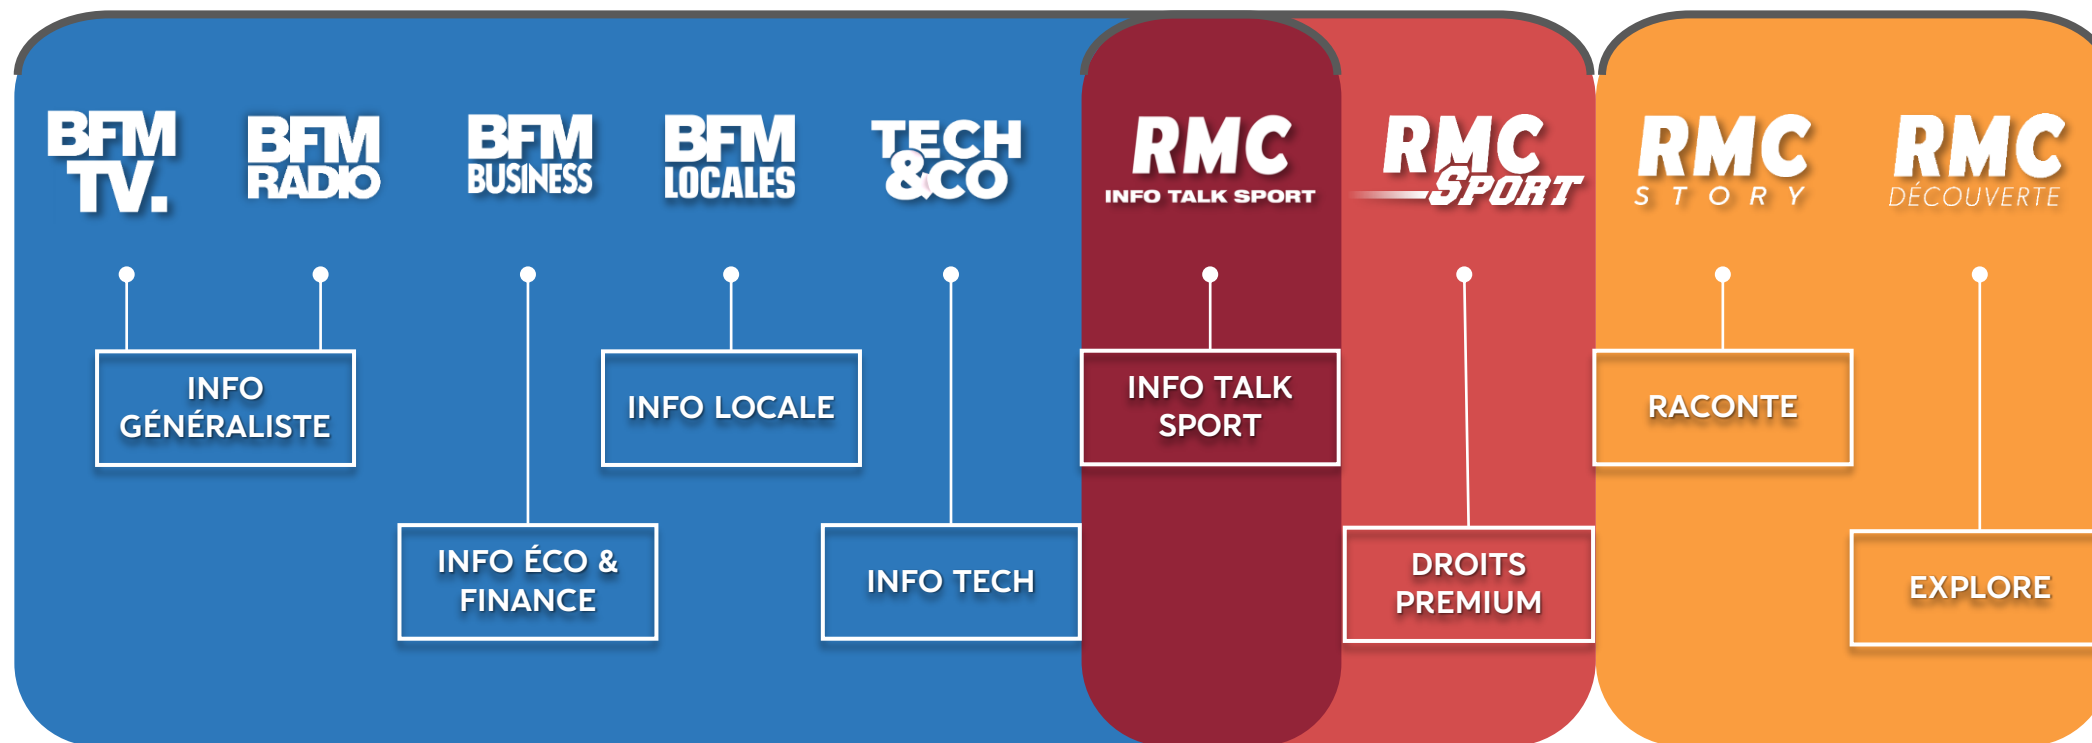 BFM
TV.
BFM
RADIO
BFM
BUSINESS
BFM
LOCALES
TECH
&CO
RMC
INFO TALK SPORT
RMC
SPORT
RMC
STORY
RMC
DÉCOUVERTE
INFO
GÉNÉRALISTE
INFO ÉCO &
FINANCE
INFO LOCALE
INFO TECH
INFO TALK
SPORT
DROITS
PREMIUM
RACONTE
EXPLORE